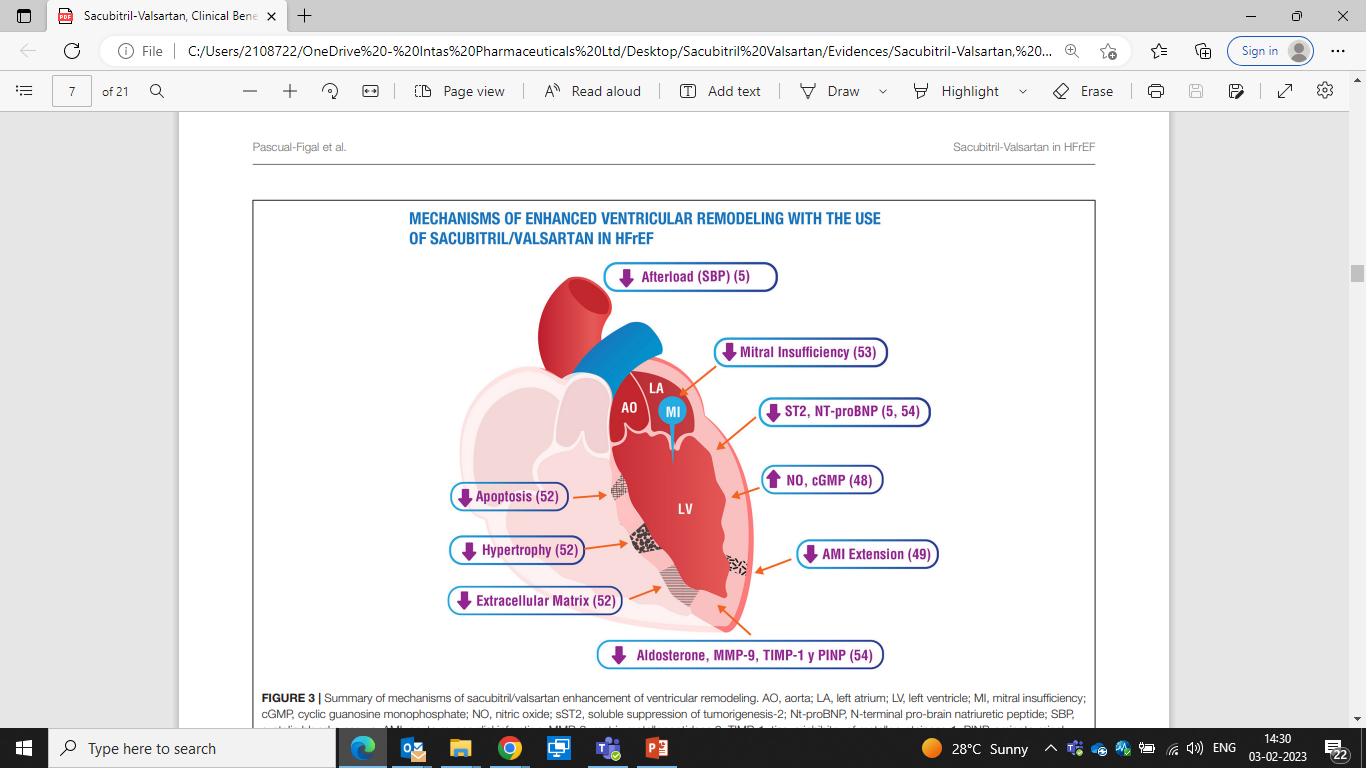 Sacubitril-Valsartan, Clinical Bene
File
C:/Users/2108722/OneDrive%20-%20Intas%20Pharmaceuticals%20Ltd/Desktop/Sacubitril%20Valsartan/Evidences/Sacubitril-Valsartan,%20...
Sign in
7 of 21
Page view
Read aloud
Add text
Draw
Highlight
Erase
Pascual-Figal et al.
Sacubitril-Valsartan in HFrEF
MECHANISMS OF ENHANCED VENTRICULAR REMODELING WITH THE USE
OF SACUBITRIL/VALSARTAN IN HFrEF
Afterload (SBP) (5)
Mitral Insufficiency (53)
LA
AO
MI
ST2, NT-proBNP (5, 54)
NO, cGMP (48)
Apoptosis (52)
LV
Hypertrophy (52)
AMI Extension (49)
Extracellular Matrix (52)
Aldosterone, MMP-9, TIMP-1 y PINP (54)
FIGURE 3 | Summary of mechanisms of sacubitril/valsartan enhancement of ventricular remodeling. AO, aorta; LA, left atrium; LV, left ventricle; MI, mitral insufficiency;
cGMP, cyclic guanosine monophosphate; NO, nitric oxide; sST2, soluble suppression of tumorigenesis-2; Nt-proBNP, N-terminal pro-brain natriuretic peptide; SBP,
Type here to search
28°C Sunny
ENG
14:30
03-02-2023
22